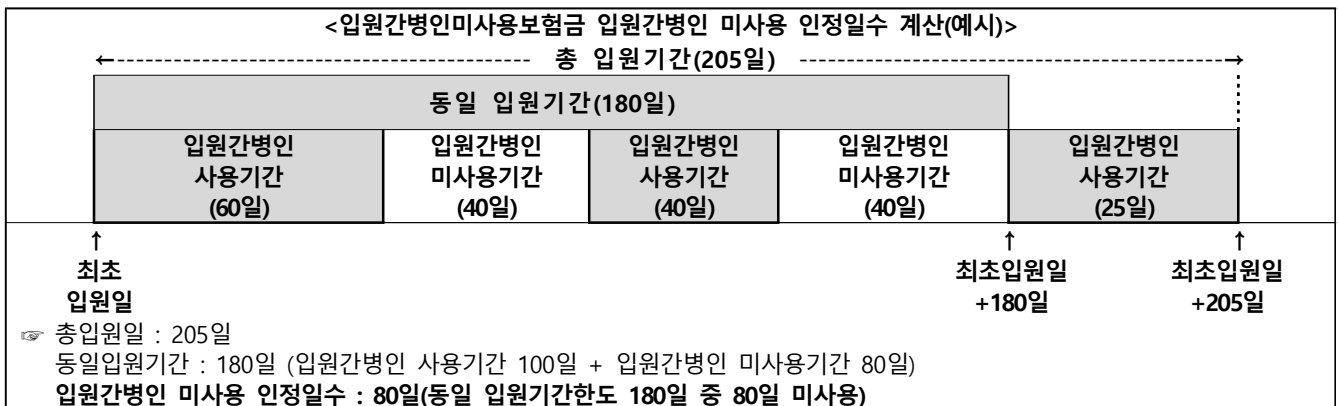 <입원간병인미사용보험금 입원간병인 미사용 인정일수 계산(예시)>
←----------------------------------------- 총 입원기간(205일) -----------------------------------------→
동일 입원기간(180일)
입원간병인 입원간병인 입원간병인 입원간병인 입원간병인
사용기간 미사용기간 사용기간 미사용기간 사용기간
(60일) (40일) (40일) (40일) (25일)
↑ ↑ ↑
최초 최초입원일 최초입원일
입원일 +180일 +205일
☞ 총입원일 : 205일
동일입원기간 : 180일 (입원간병인 사용기간 100일 + 입원간병인 미사용기간 80일)
입원간병인 미사용 인정일수 : 80일(동일 입원기간한도 180일 중 80일 미사용)